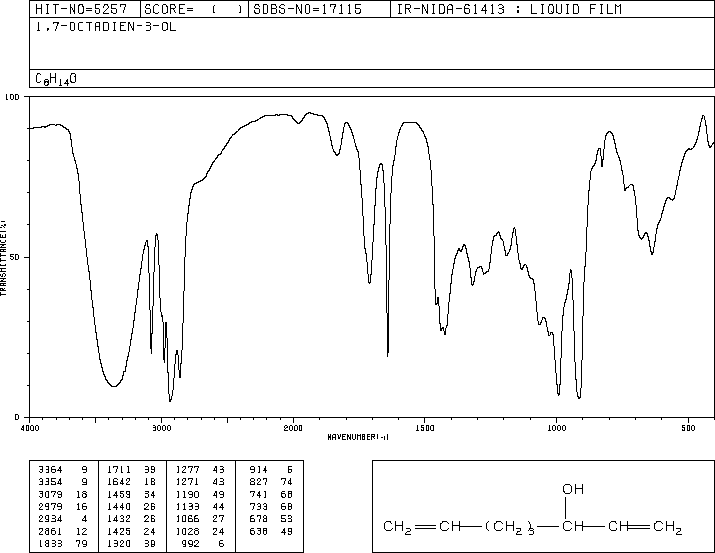 HIT-NO=5257 SCORE= ( ) SDBS-NO=17115 IR-NIDA-61413 : LIQUID FILM
1,7-OCTADIEN-3-OL
C8H14O
100
50
0
TRANSMITTANCE(%)
4000 3000 2000 1500 1000 500
WAVENUMBER(-1)
3364 9 1711 39 1277 43 914 5
3354 9 1642 18 1271 43 827 74
3079 18 1459 34 1190 49 741 68
2979 16 1440 26 1133 44 733 68
2934 4 1432 26 1066 27 678 53
2861 12 1425 24 1028 24 638 49
1833 79 1320 39 992 6
OH
CH2=CH-(CH2)3-CH-CH=CH2